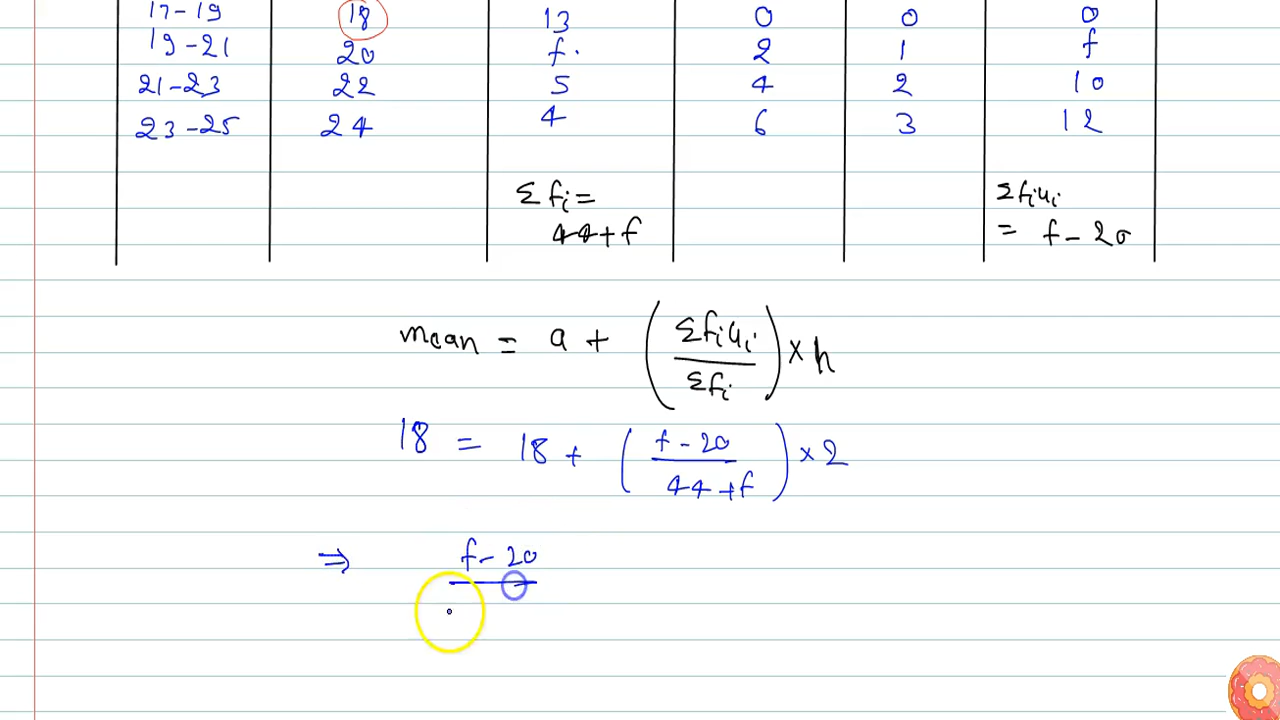 17-19 18 13 0 0 0
19-21 20 f. 2 1 f
21-23 22 5 4 2 10
23-25 24 4 6 3 12
Σfi= Σfiui
44+f = f-20
mean = a + (Σfiui/Σfi) × h
18 = 18 + (f-20/44+f) × 2
⇒ f-20